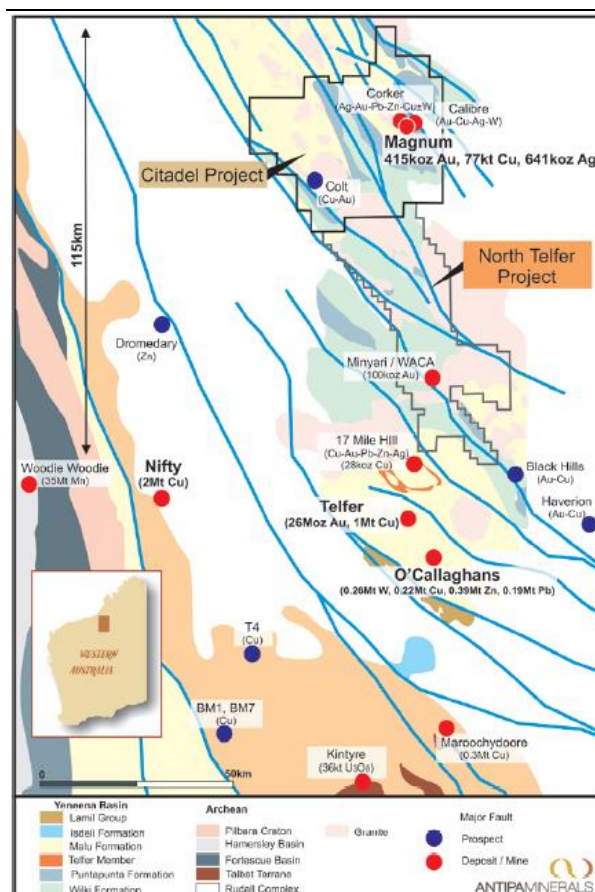 Corker
(Ag-Au-Pb-Zn-Cu±W)
Calibre
(Au-Cu-Ag-W)
Magnum
415koz Au, 77kt Cu, 641koz Ag
Citadel Project
Colt
(Cu-Au)
115km
North Telfer
Project
Dromedary
(Zn)
Minyari / WACA
(100koz Au)
17 Mile Hill
(Cu-Au-Pb-Zn-Ag)
(28koz Cu)
Woodie Woodie
(35Mt Mn)
Nifty
(2Mt Cu)
Black Hills
(Au-Cu)
Haverion
(Au-Cu)
Telfer
(26Moz Au, 1Mt Cu)
O'Callaghans
(0.26Mt W, 0.22Mt Cu, 0.39Mt Zn, 0.19Mt Pb)
WESTERN
AUSTRALIA
T4
(Cu)
BM1, BM7
(Cu)
Maroochydoore
(0.3Mt Cu)
Kintyre
(36kt U3O8)
0 50km
Yeneena Basin
Lamil Group
Isdell Formation
Malu Formation
Telfer Member
Puntapunta Formation
Wilki Formation
Archean
Pilbara Craton
Hamersley Basin
Fortescue Basin
Talbot Terrane
Rudall Complex
Granite
Major Fault
Prospect
Deposit / Mine
ANTIPAMINERALS